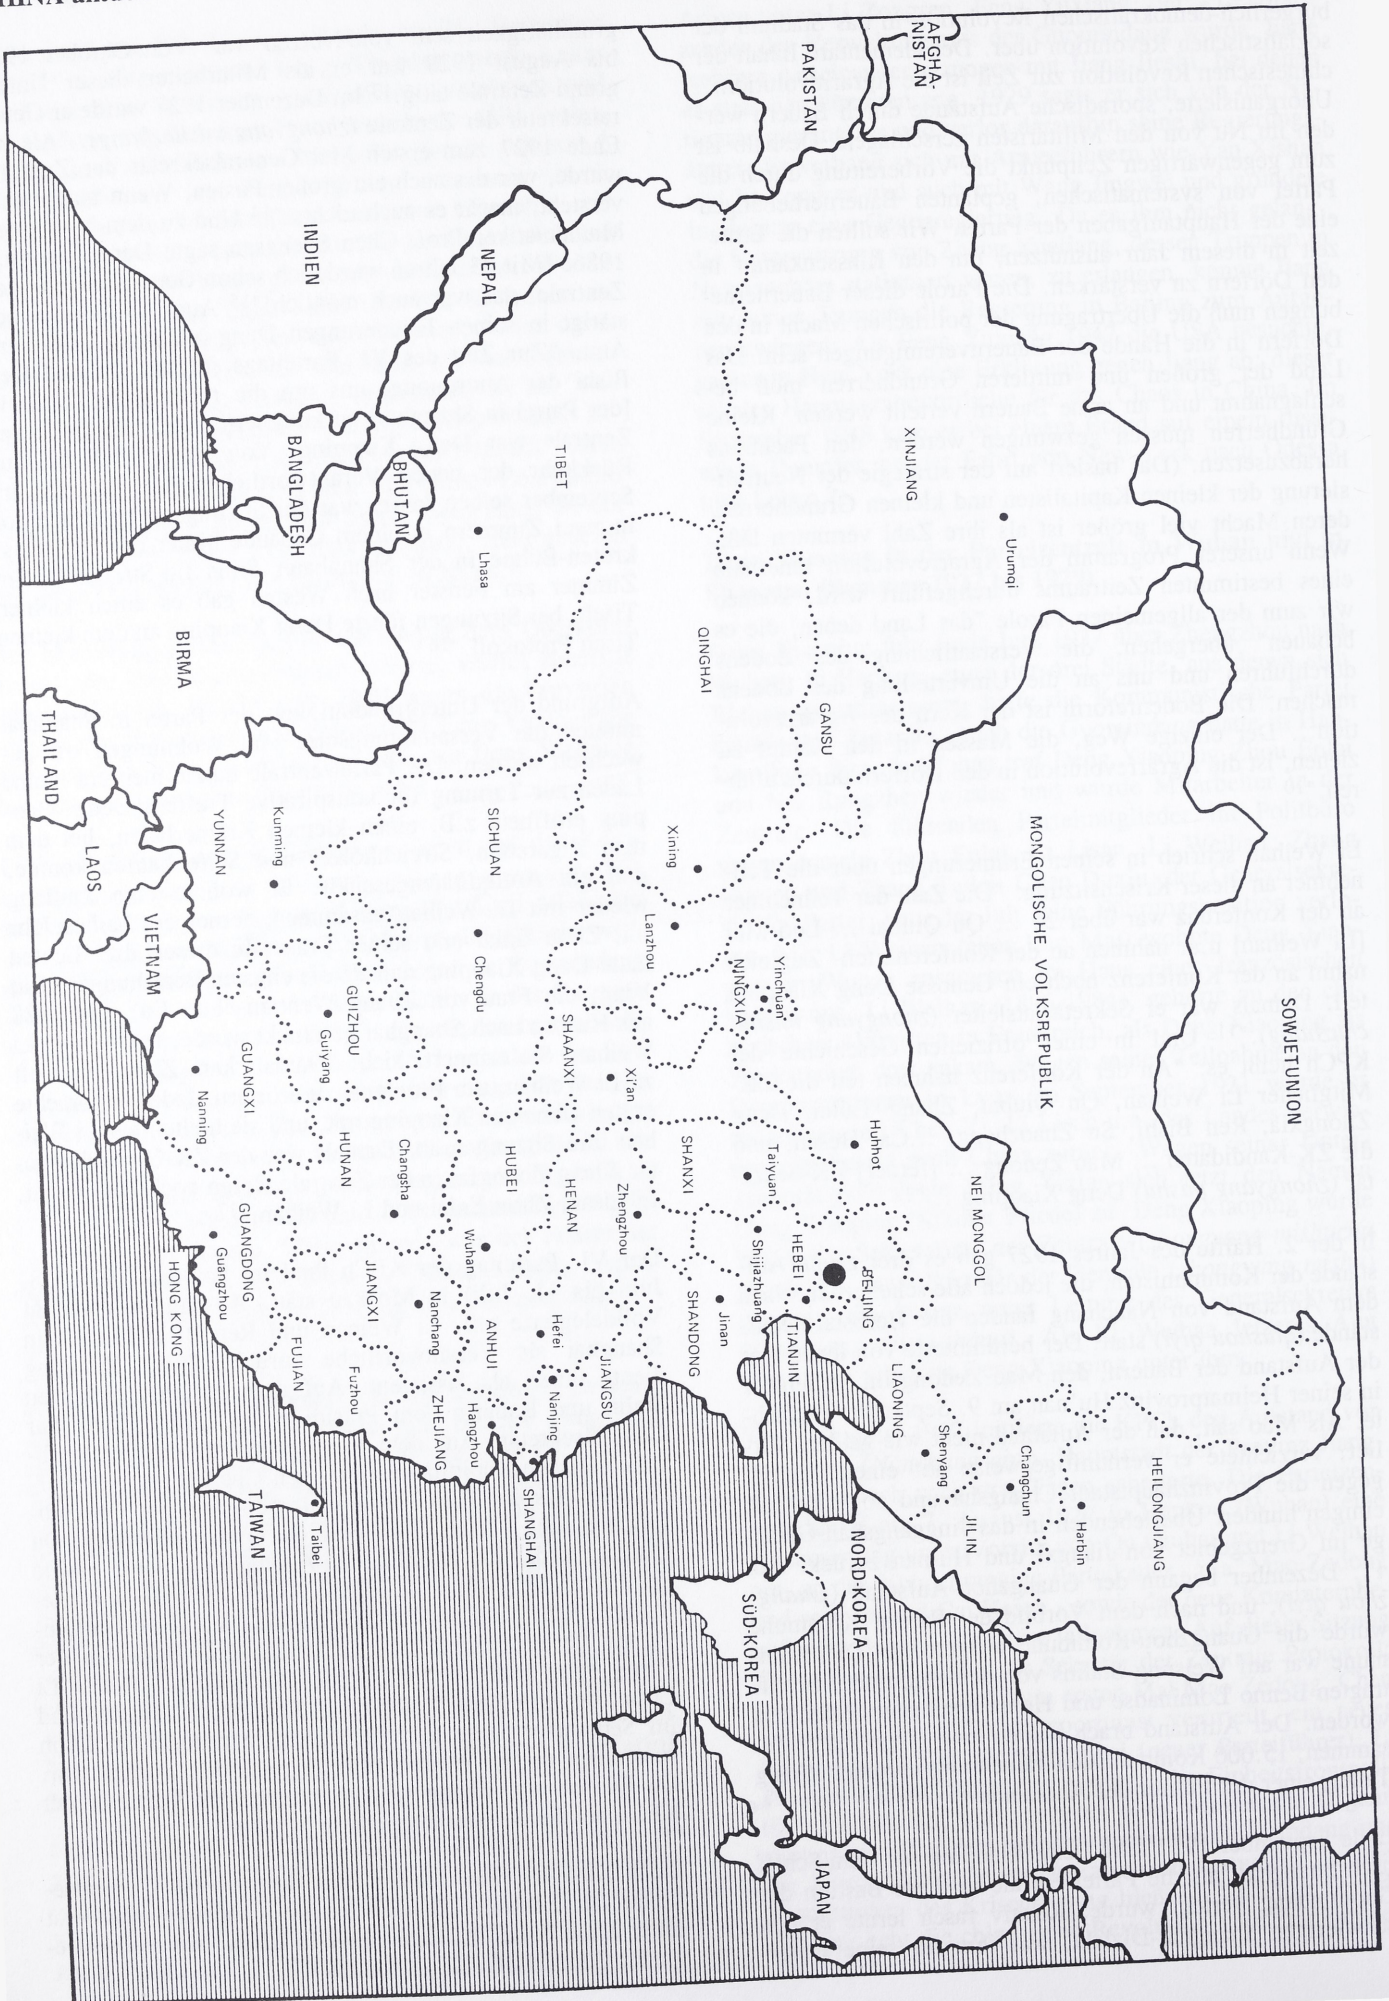 AFGHA-
NISTAN
PAKISTAN
INDIEN
NEPAL
TIBET
XINJIANG
Urumqi
BHUTAN
BANGLADESH
Lhasa
BIRMA
QINGHAI
GANSU
MONGOLISCHE VOLKSREPUBLIK
SOWJETUNION
THAILAND
LAOS
VIETNAM
YUNNAN
Kunming
SICHUAN
Chengdu
Xining
Lanzhou
NINGXIA
Yinchuan
GUIZHOU
Guiyang
GUANGXI
Nanning
SHAANXI
Xi'an
HUNAN
Changsha
HUBEI
Wuhan
HENAN
Zhengzhou
SHANXI
Taiyuan
Huhhot
NEI MONGGOL
HEBEI
Shijiazhuang
BEIJING
TIANJIN
GUANGDONG
Guangzhou
HONG KONG
JIANGXI
Nanchang
ANHUI
Hefei
SHANDONG
Jinan
FUJIAN
Fuzhou
ZHEJIANG
Hangzhou
JIANGSU
Nanjing
SHANGHAI
TAIWAN
Taibei
LIAONING
Shenyang
JILIN
Changchun
HEILONGJIANG
Harbin
NORD-KOREA
SÜD-KOREA
JAPAN